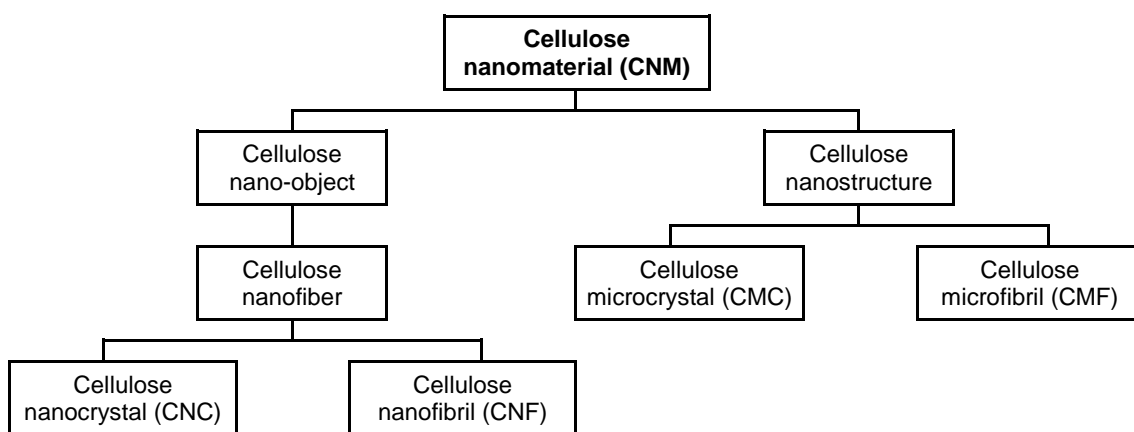 Cellulose
nanomaterial (CNM)
Cellulose
nano-object
Cellulose
nanostructure
Cellulose
nanofiber
Cellulose
microcrystal (CMC)
Cellulose
microfibril (CMF)
Cellulose
nanocrystal (CNC)
Cellulose
nanofibril (CNF)